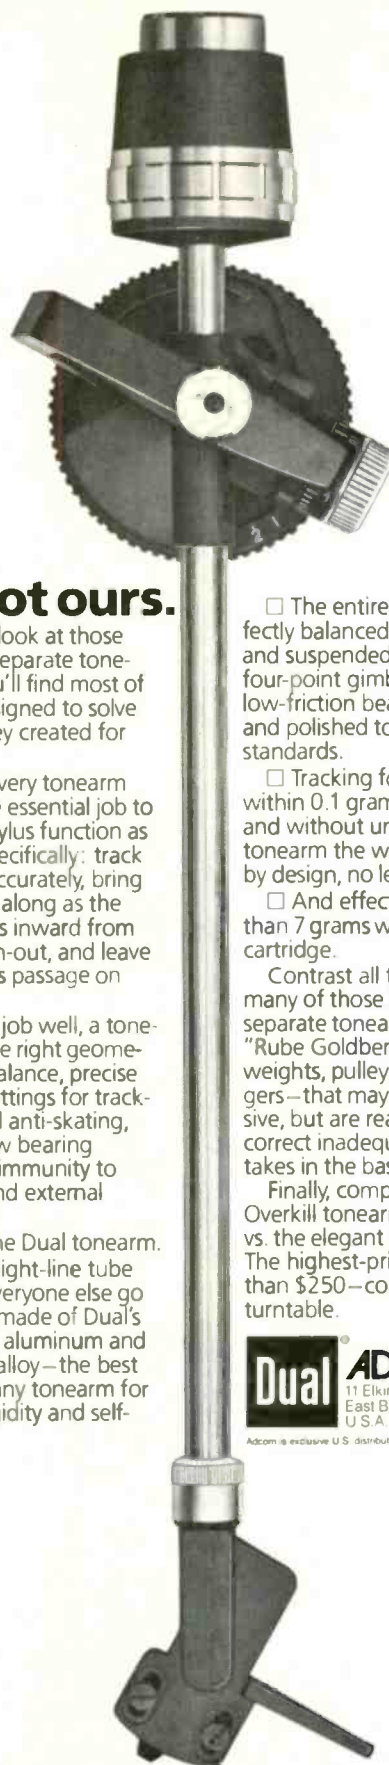 2 1
ot ours.
look at those
eparate tone-
u'll find most of
igned to solve
ey created for
very tonearm
e essential job to
ylus function as
ecifically: track
ccurately, bring
along as the
s inward from
n-out, and leave
s passage on
job well, a tone-
e right geome-
alance, precise
ttings for track-
d anti-skating,
w bearing
immunity to
nd external
ne Dual tonearm.
ight-line tube
veryone else go
made of Dual's
aluminum and
alloy—the best
any tonearm for
idity and self-
□ The entire
fectly balanced
and suspended
four-point gimb
low-friction bea
and polished to
standards.
□ Tracking fo
within 0.1 gram
and without un
tonearm the w
by design, no le
□ And effect
than 7 grams w
cartridge.
Contrast all t
many of those
separate tonear
"Rube Goldber
weights, pulley
gers—that may
sive, but are rea
correct inadequ
takes in the bas
Finally, comp
Overkill tonearm
vs. the elegant
The highest-pri
than $250—co
turntable.
Dual
AD
11 Elki
East B
U.S.A.
Adcom is exclusive U.S. distribut